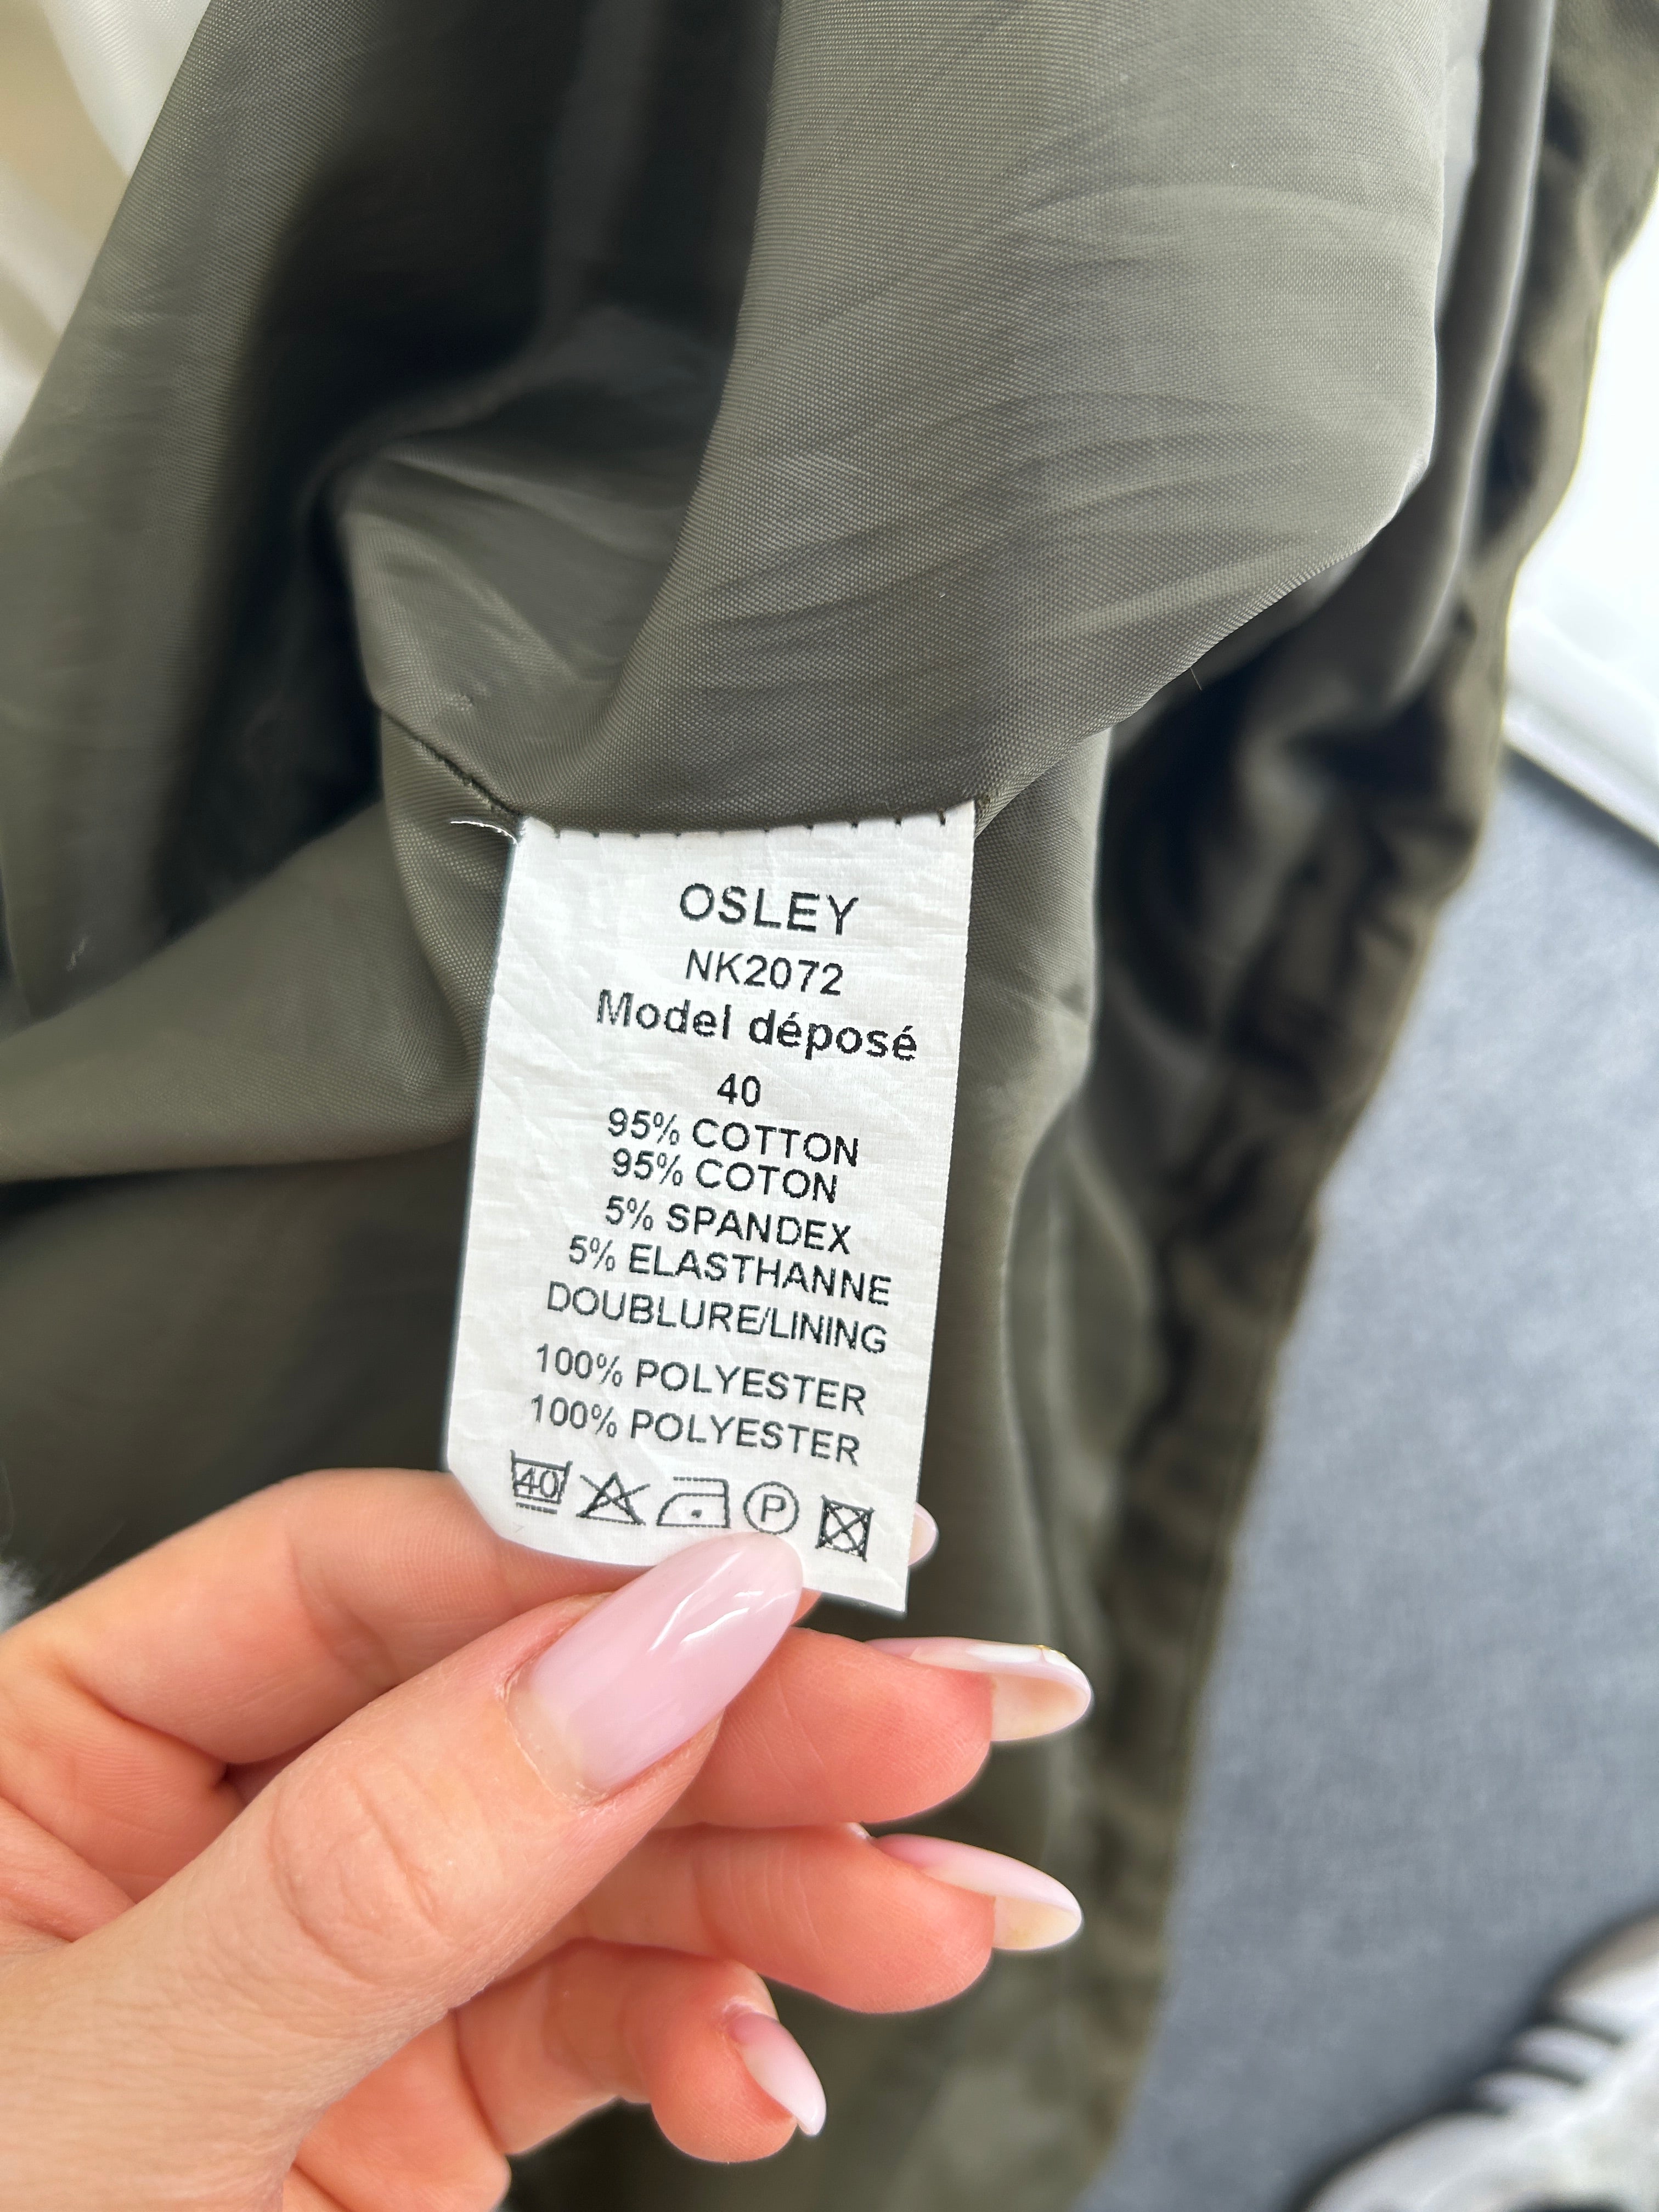 OSLEY
NK2072
Model déposé
40
95% COTTON
95% COTON
5% SPANDEX
5% ELASTHANNE
DOUBLURE/LINING
100% POLYESTER
100% POLYESTER
40 P